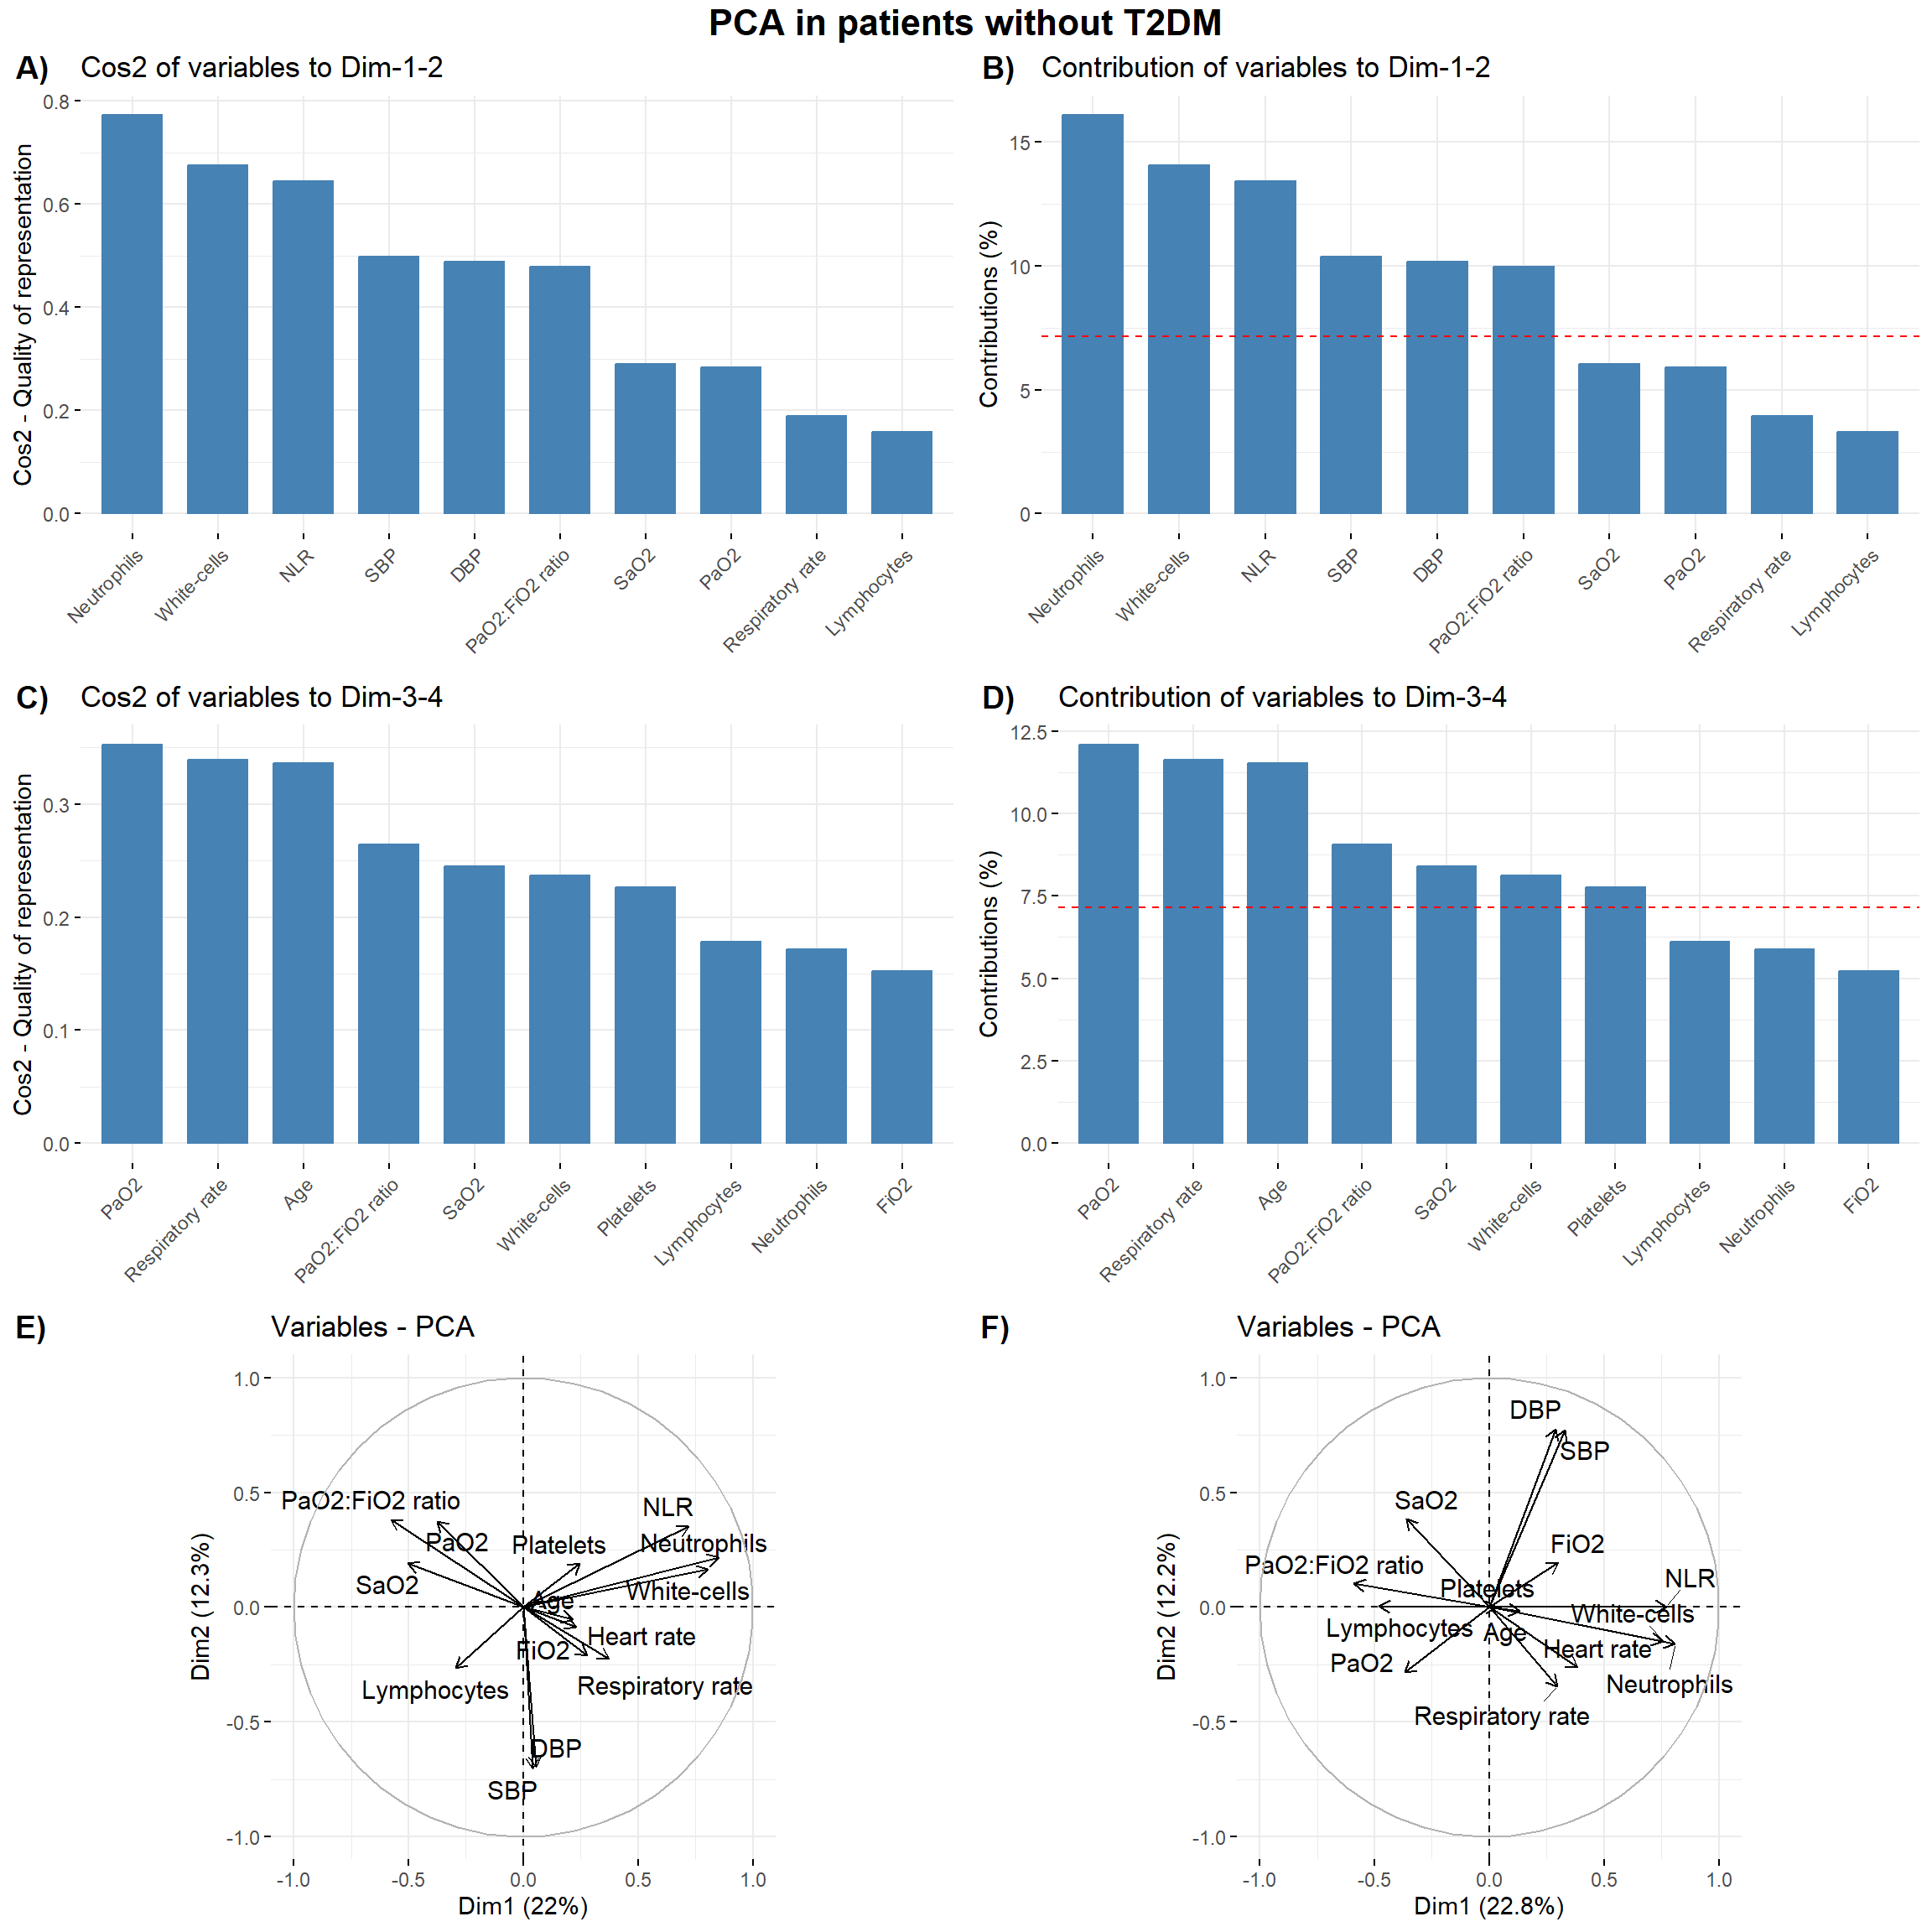 PCA in patients without T2DM
A) Cos2 of variables to Dim-1-2
Cos2 - Quality of representation
0.8
0.6
0.4
0.2
0.0
Neutrophils
White-cells
NLR
SBP
DBP
PaO2:FiO2 ratio
SaO2
PaO2
Respiratory rate
Lymphocytes
B) Contribution of variables to Dim-1-2
Contributions (%)
15
10
5
0
Neutrophils
White-cells
NLR
SBP
DBP
PaO2:FiO2 ratio
SaO2
PaO2
Respiratory rate
Lymphocytes
C) Cos2 of variables to Dim-3-4
Cos2 - Quality of representation
0.3
0.2
0.1
0.0
PaO2
Respiratory rate
Age
PaO2:FiO2 ratio
SaO2
White-cells
Platelets
Lymphocytes
Neutrophils
FiO2
D) Contribution of variables to Dim-3-4
Contributions (%)
12.5
10.0
7.5
5.0
2.5
0.0
PaO2
Respiratory rate
Age
PaO2:FiO2 ratio
SaO2
White-cells
Platelets
Lymphocytes
Neutrophils
FiO2
E) Variables - PCA
Dim2 (12.3%)
1.0
0.5
0.0
-0.5
-1.0
PaO2:FiO2 ratio
NLR
PaO2
Platelets
Neutrophils
SaO2
White-cells
Age
Heart rate
FiO2
Lymphocytes
Respiratory rate
DBP
SBP
-1.0
-0.5
0.0
0.5
1.0
Dim1 (22%)
F) Variables - PCA
Dim2 (12.2%)
1.0
0.5
0.0
-0.5
-1.0
DBP
SBP
SaO2
FiO2
PaO2:FiO2 ratio
Platelets
NLR
White-cells
Lymphocytes
Age
Heart rate
PaO2
Neutrophils
Respiratory rate
-1.0
-0.5
0.0
0.5
1.0
Dim1 (22.8%)